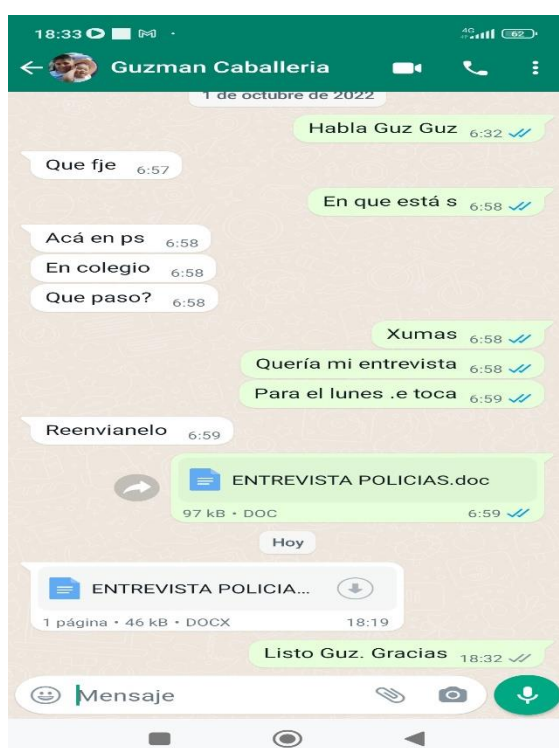 18:33
4G
62
Guzman Caballeria
1 de octubre de 2022
Habla Guz Guz 6:32
Que fje 6:57
En que está s 6:58
Acá en ps 6:58
En colegio 6:58
Que paso? 6:58
Xumas 6:58
Quería mi entrevista 6:58
Para el lunes .e toca 6:59
Reenvianelo 6:59
ENTREVISTA POLICIAS.doc
97 kB • DOC 6:59
Hoy
ENTREVISTA POLICIA...
1 página • 46 kB • DOCX 18:19
Listo Guz. Gracias 18:32
Mensaje